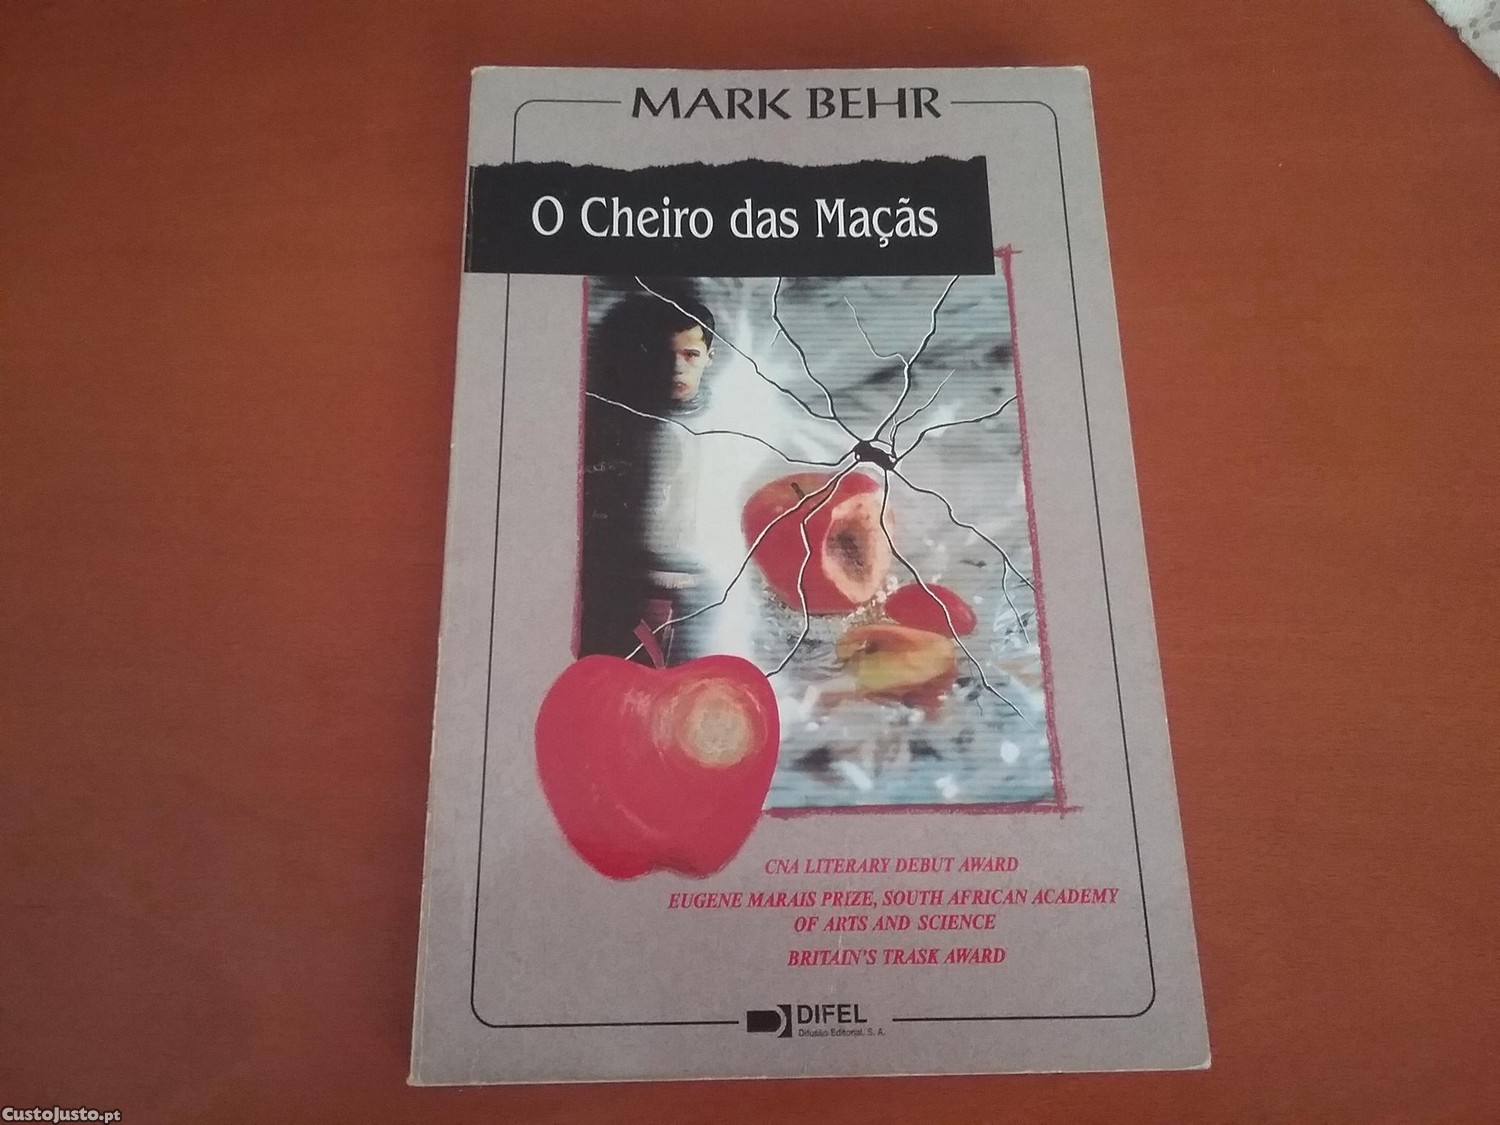 MARK BEHR
O Cheiro das Maçãs
CNA LITERARY DEBUT AWARD
EUGENE MARAIS PRIZE, SOUTH AFRICAN ACADEMY
OF ARTS AND SCIENCE
BRITAIN'S TRASK AWARD
DIFEL
Difusão Editorial, S. A.
CustoJusto.pt